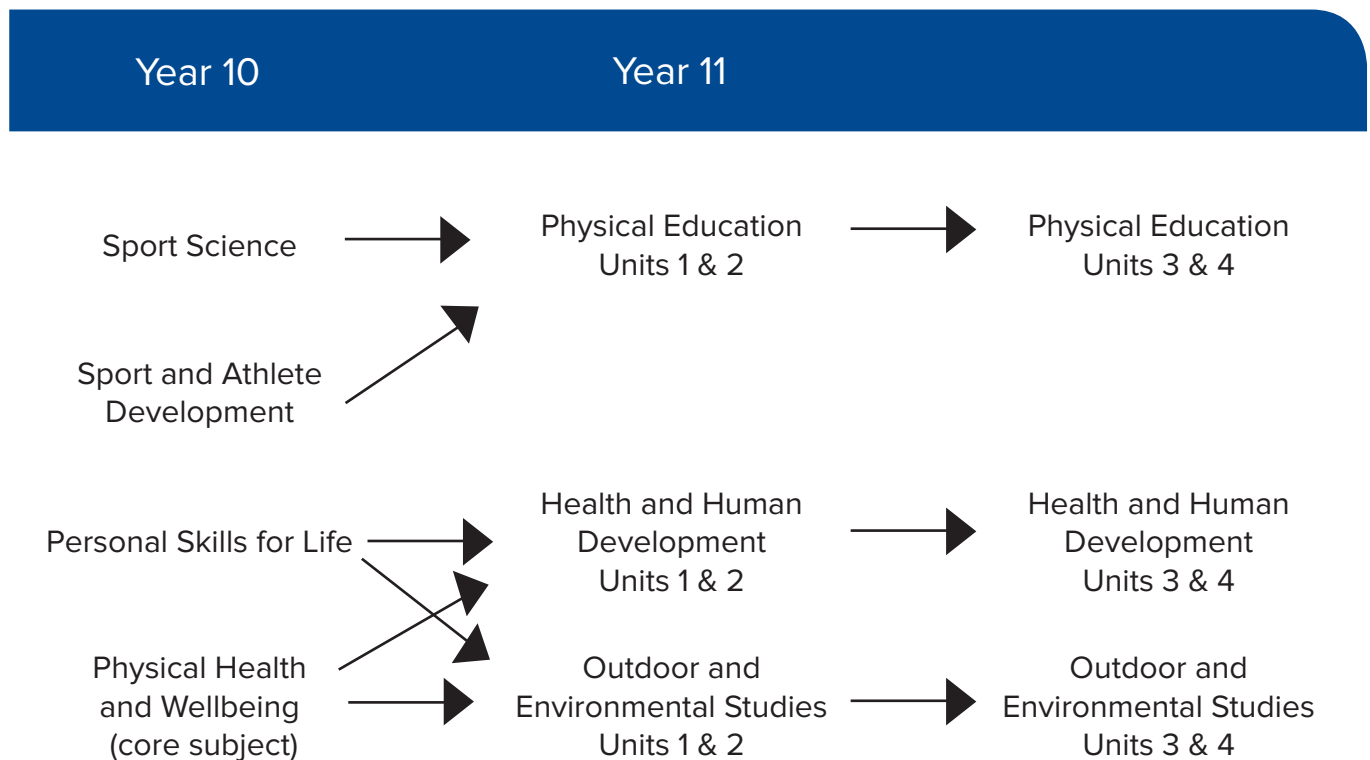 Year 10
Year 11
Sport Science
Physical Education
Units 1 & 2
Physical Education
Units 3 & 4
Sport and Athlete
Development
Personal Skills for Life
Health and Human
Development
Units 1 & 2
Health and Human
Development
Units 3 & 4
Physical Health
and Wellbeing
(core subject)
Outdoor and
Environmental Studies
Units 1 & 2
Outdoor and
Environmental Studies
Units 3 & 4